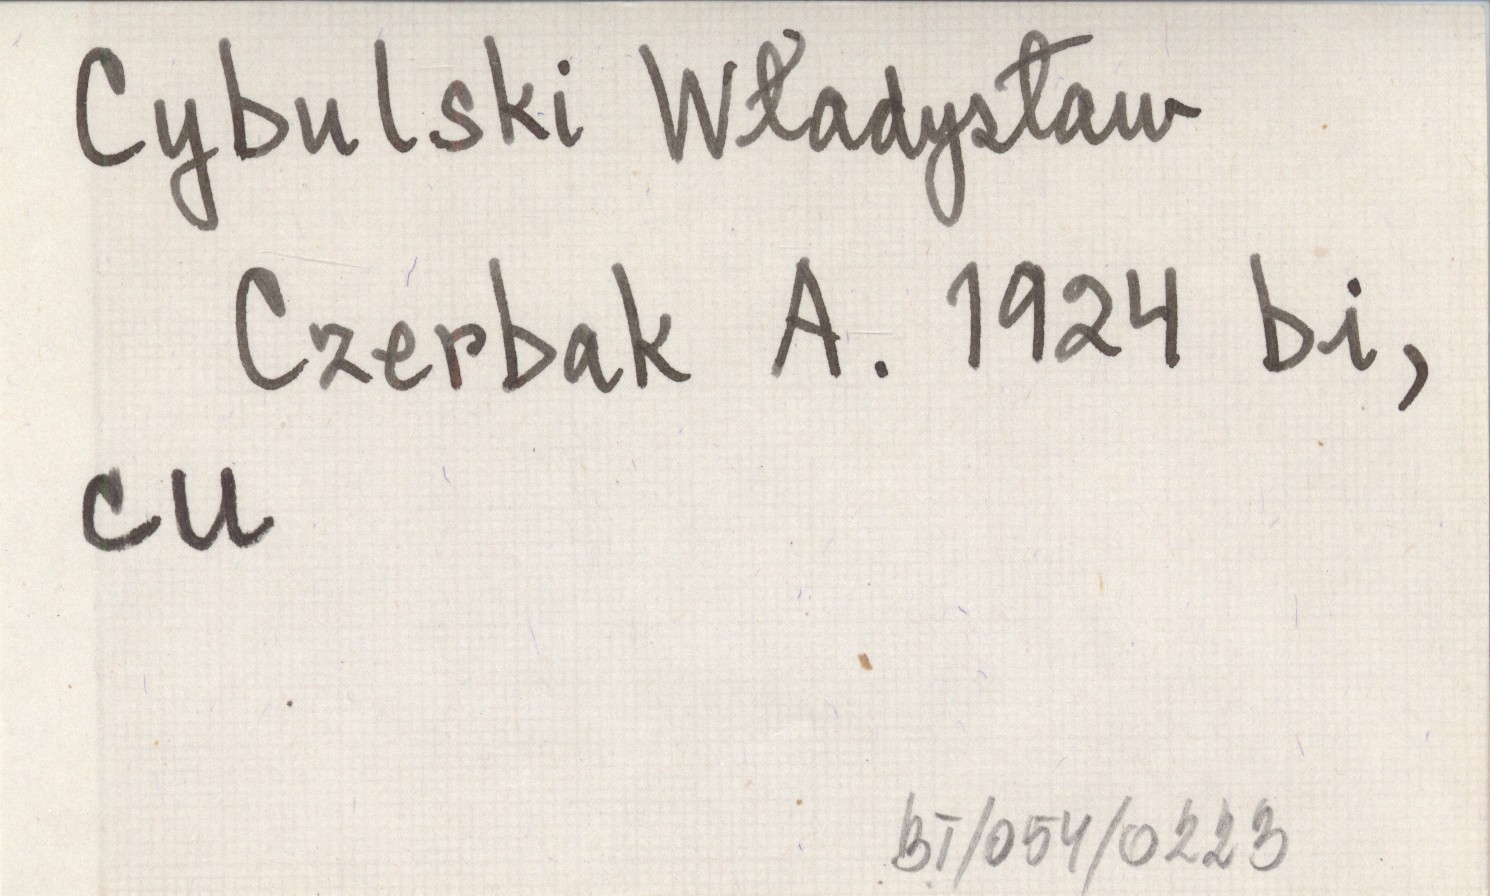 Cybulski Władysław
Czerbak A. 1924 bi,
cu
BI/054/0223